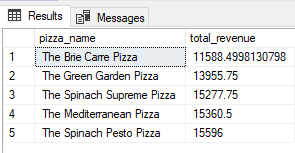 Results Messages
pizza_name total_revenue
1 The Brie Carre Pizza 11588.4998130798
2 The Green Garden Pizza 13955.75
3 The Spinach Supreme Pizza 15277.75
4 The Mediterranean Pizza 15360.5
5 The Spinach Pesto Pizza 15596